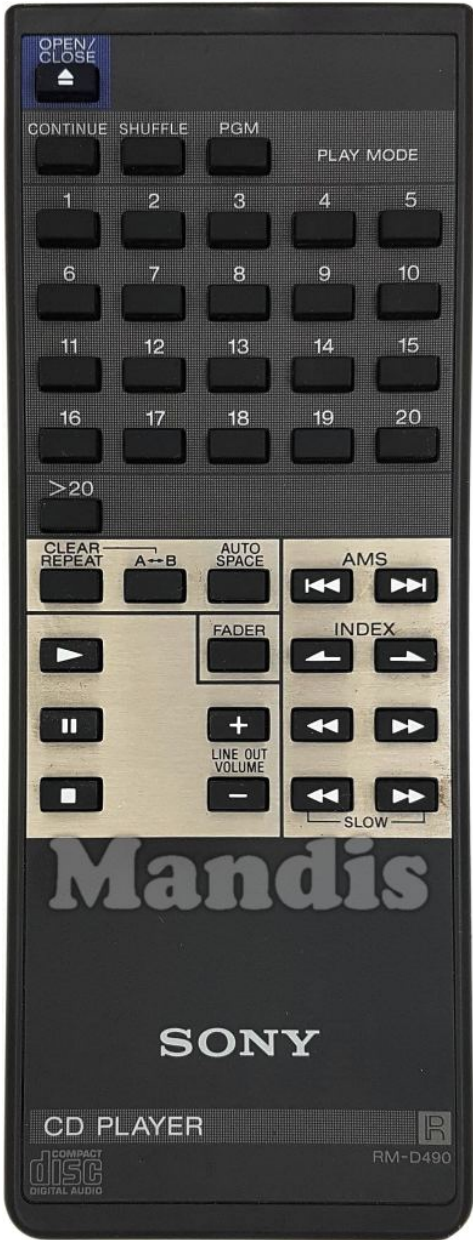 OPEN/
CLOSE
CONTINUE SHUFFLE PGM
PLAY MODE
1 2 3 4 5
6 7 8 9 10
11 12 13 14 15
16 17 18 19 20
>20
CLEAR
REPEAT A↔B AUTO
SPACE
AMS
FADER
INDEX
+
LINE OUT
VOLUME
−
SLOW
Mandis
SONY
CD PLAYER R
RM-D490
COMPACT
disc
DIGITAL AUDIO